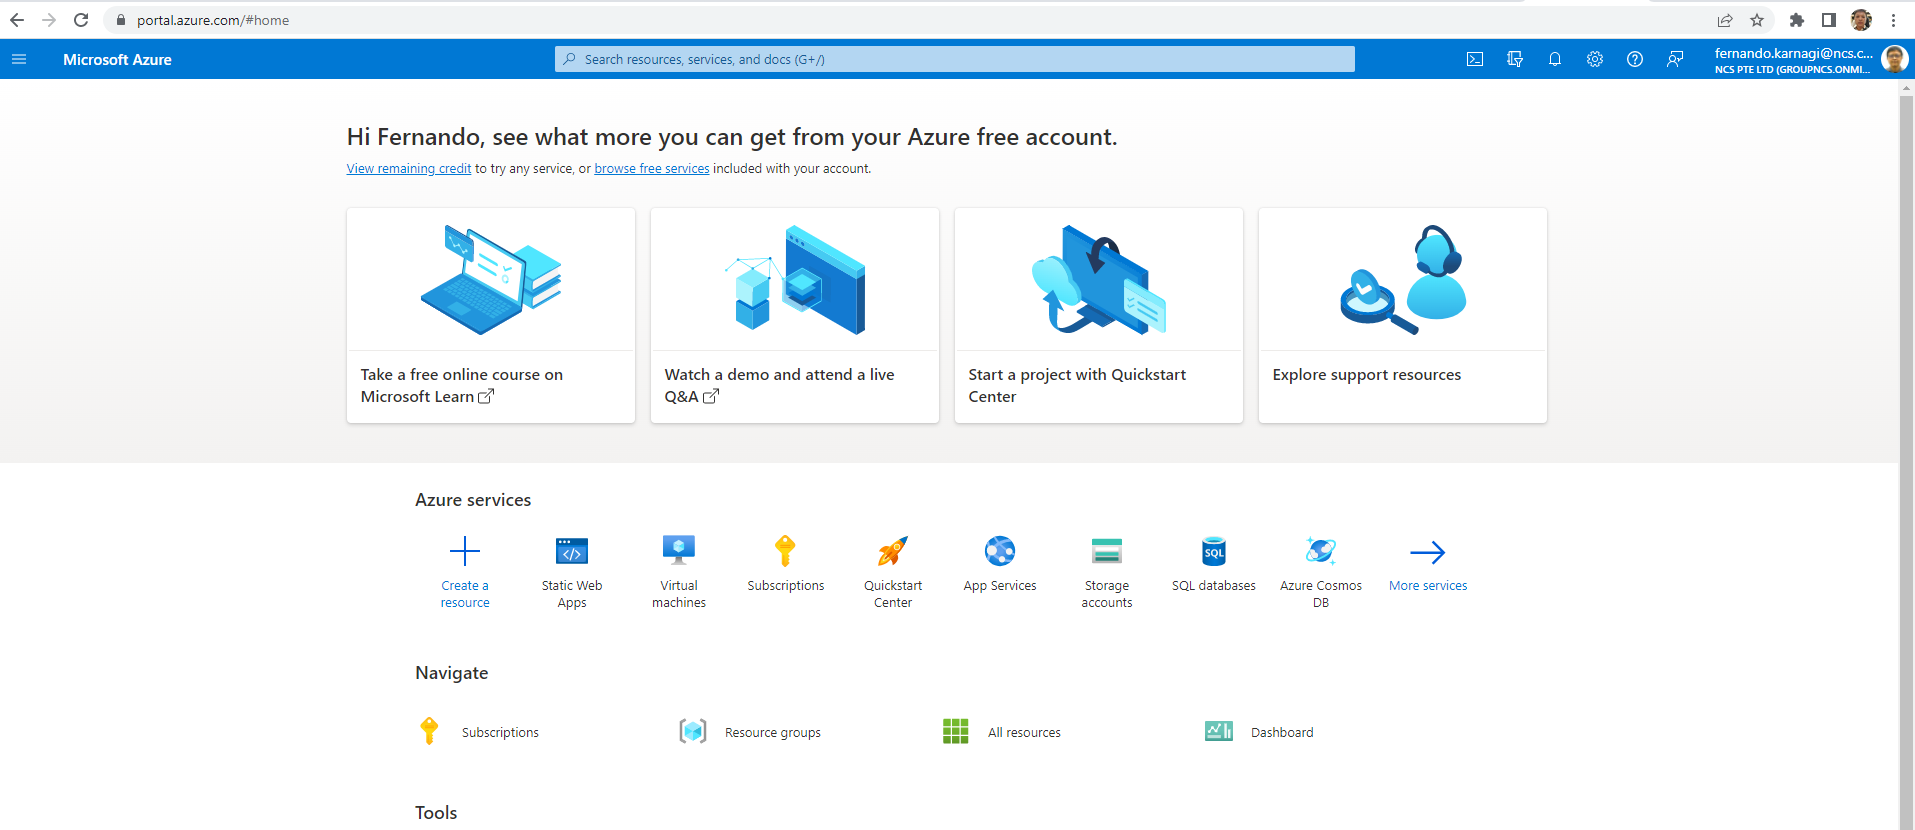 portal.azure.com/#home
Microsoft Azure
Search resources, services, and docs (G+/)
fernando.karnagi@ncs.c...
NCS PTE LTD (GROUPNCS.ONMI...
Hi Fernando, see what more you can get from your Azure free account.
View remaining credit to try any service, or browse free services included with your account.
Take a free online course on
Microsoft Learn
Watch a demo and attend a live
Q&A
Start a project with Quickstart
Center
Explore support resources
Azure services
Create a
resource
Static Web
Apps
Virtual
machines
Subscriptions
Quickstart
Center
App Services
Storage
accounts
SQL
SQL databases
Azure Cosmos
DB
More services
Navigate
Subscriptions
Resource groups
All resources
Dashboard
Tools